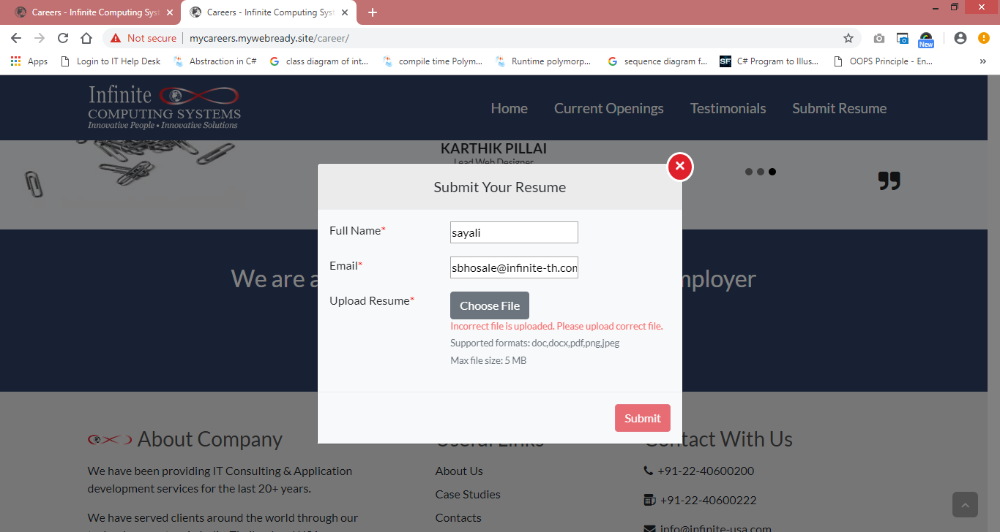 Careers - Infinite Computing Syst
Careers - Infinite Computing Syst
Not secure | mycareers.mywebready.site/career/
New
Apps
Login to IT Help Desk
Abstraction in C#
class diagram of int...
compile time Polym...
Runtime polymorp...
sequence diagram f...
SF
C# Program to Illus...
OOPS Principle - En...
Infinite
COMPUTING SYSTEMS
Innovative People • Innovative Solutions
Home
Current Openings
Testimonials
Submit Resume
KARTHIK PILLAI
Lead Web Designer
Submit Your Resume
Full Name*
sayali
Email*
sbhosale@infinite-th.com
Upload Resume*
Choose File
Incorrect file is uploaded. Please upload correct file.
Supported formats: doc,docx,pdf,png,jpeg
Max file size: 5 MB
Submit
We are a
mployer
About Company
We have been providing IT Consulting & Application
development services for the last 20+ years.
We have served clients around the world through our
Useful Links
About Us
Case Studies
Contacts
Contact With Us
+91-22-40600200
+91-22-40600222
info@infinite-usa.com